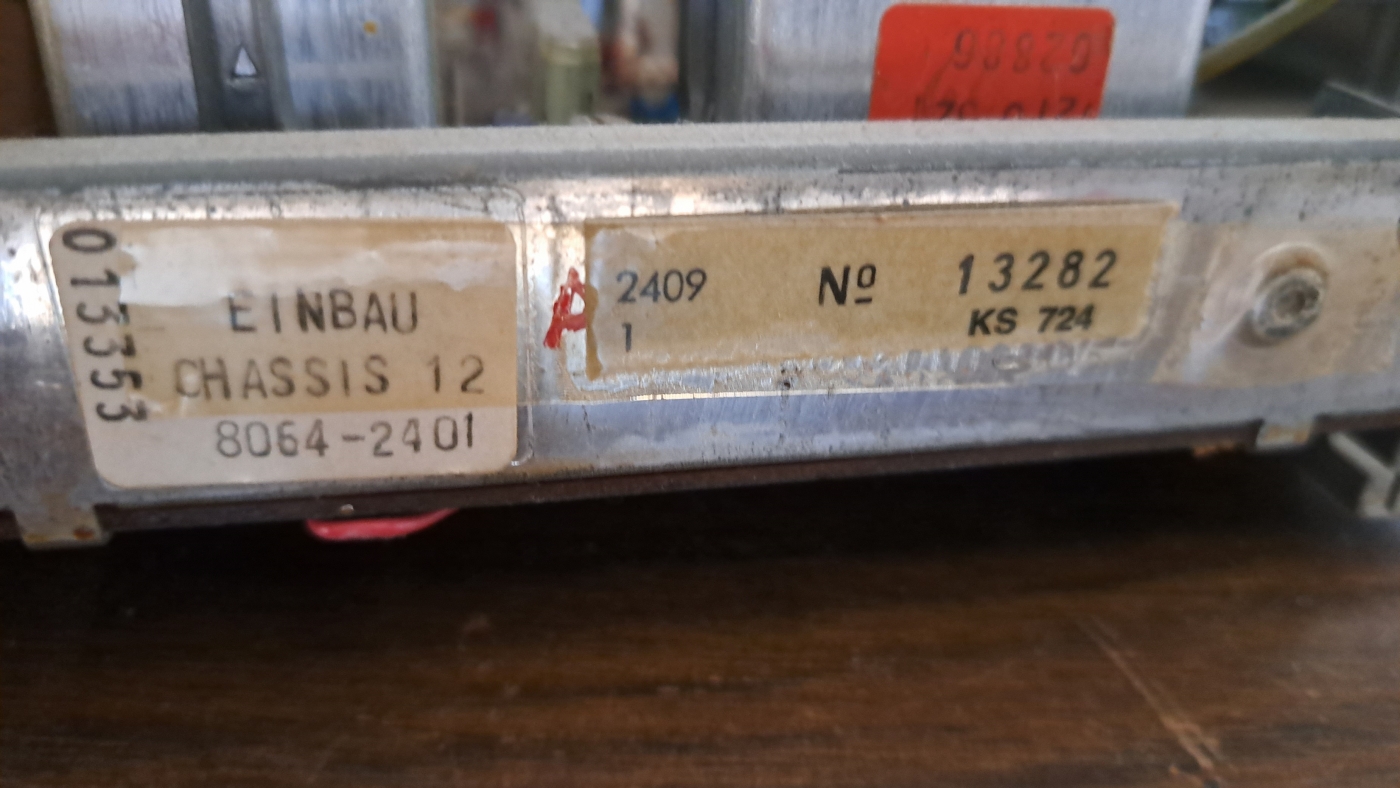 013353
EINBAU
CHASSIS 12
8064-2401
A
2409
Nº
13282
1
KS 724